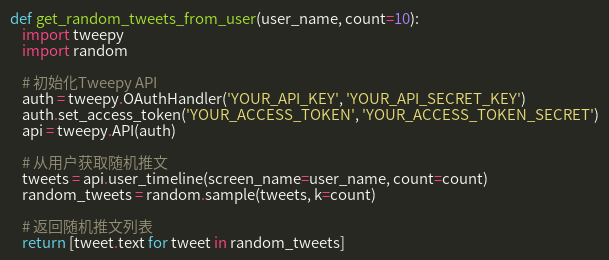 def get_random_tweets_from_user(user_name, count=10):
    import tweepy
    import random
    # 初始化Tweepy API
    auth = tweepy.OAuthHandler('YOUR_API_KEY', 'YOUR_API_SECRET_KEY')
    auth.set_access_token('YOUR_ACCESS_TOKEN', 'YOUR_ACCESS_TOKEN_SECRET')
    api = tweepy.API(auth)
    # 从用户获取随机推文
    tweets = api.user_timeline(screen_name=user_name, count=count)
    random_tweets = random.sample(tweets, k=count)
    # 返回随机推文列表
    return [tweet.text for tweet in random_tweets]